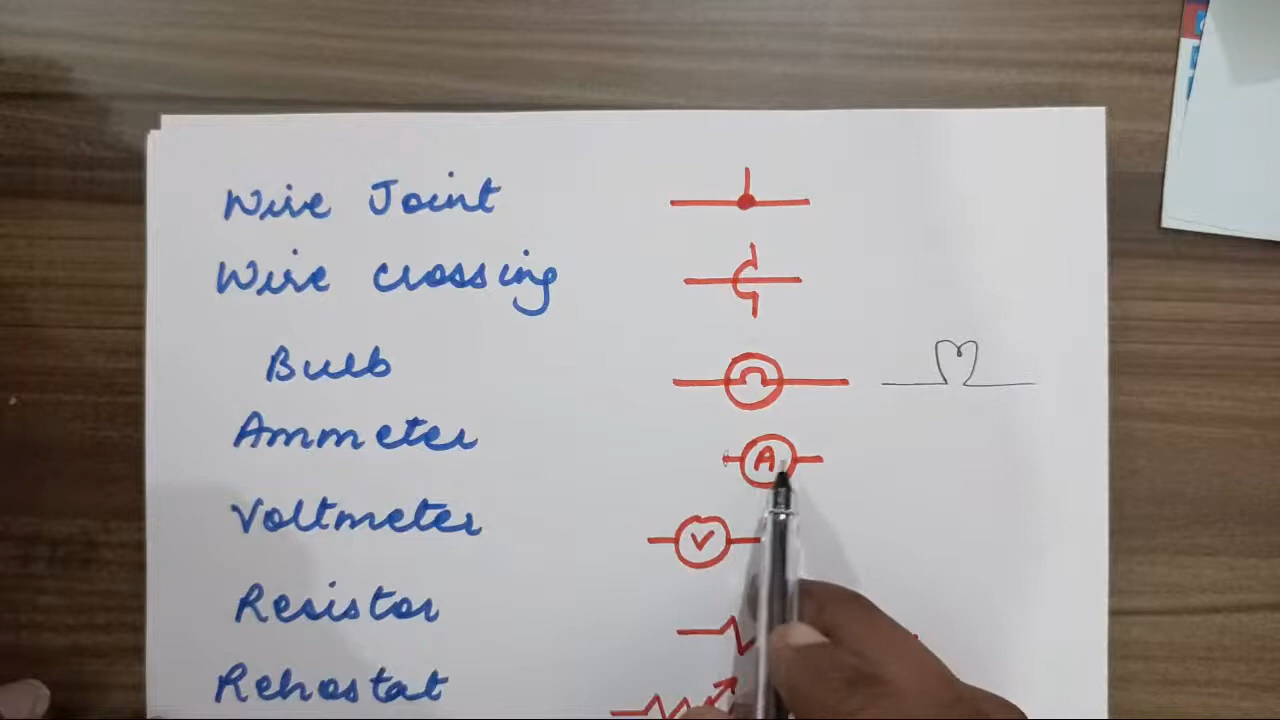 Wire Joint
Wire crossing
Bulb
Ammeter
A
Voltmeter
V
Resistor
Rehostat